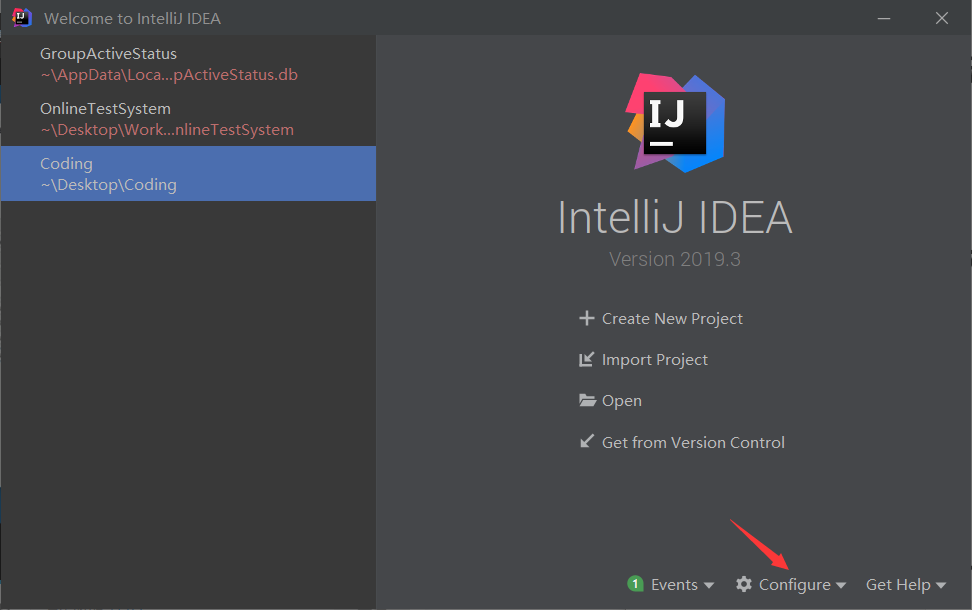 Welcome to IntelliJ IDEA
GroupActiveStatus
~\AppData\Loca...pActiveStatus.db
OnlineTestSystem
~\Desktop\Work...nlineTestSystem
Coding
~\Desktop\Coding
IJ
IntelliJ IDEA
Version 2019.3
Create New Project
Import Project
Open
Get from Version Control
1 Events Configure Get Help